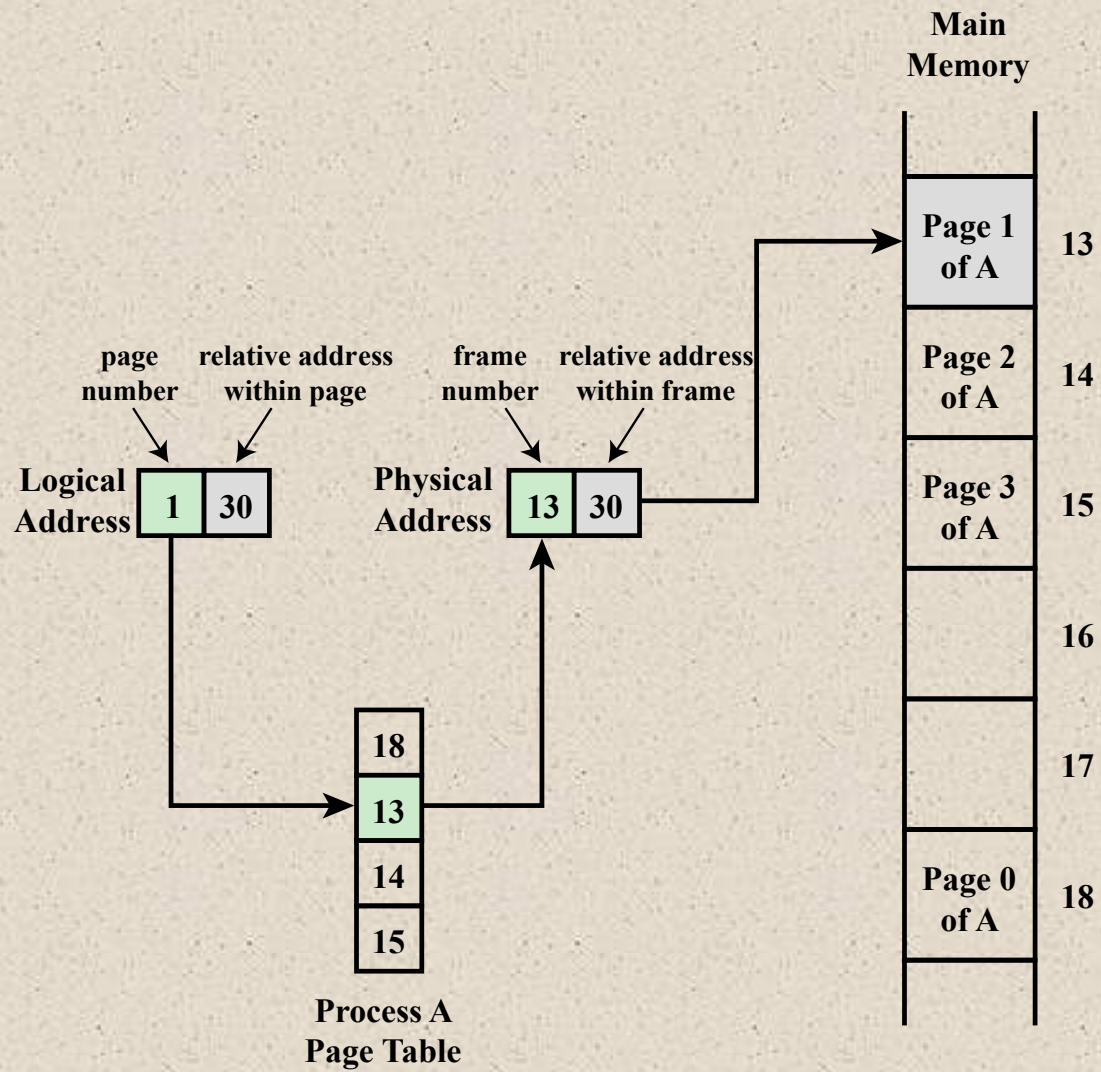 Main
Memory
Page 1
of A
13
Page 2
of A
14
Page 3
of A
15
16
17
Page 0
of A
18
page
number
relative address
within page
frame
number
relative address
within frame
Logical
Address
1
30
Physical
Address
13
30
18
13
14
15
Process A
Page Table